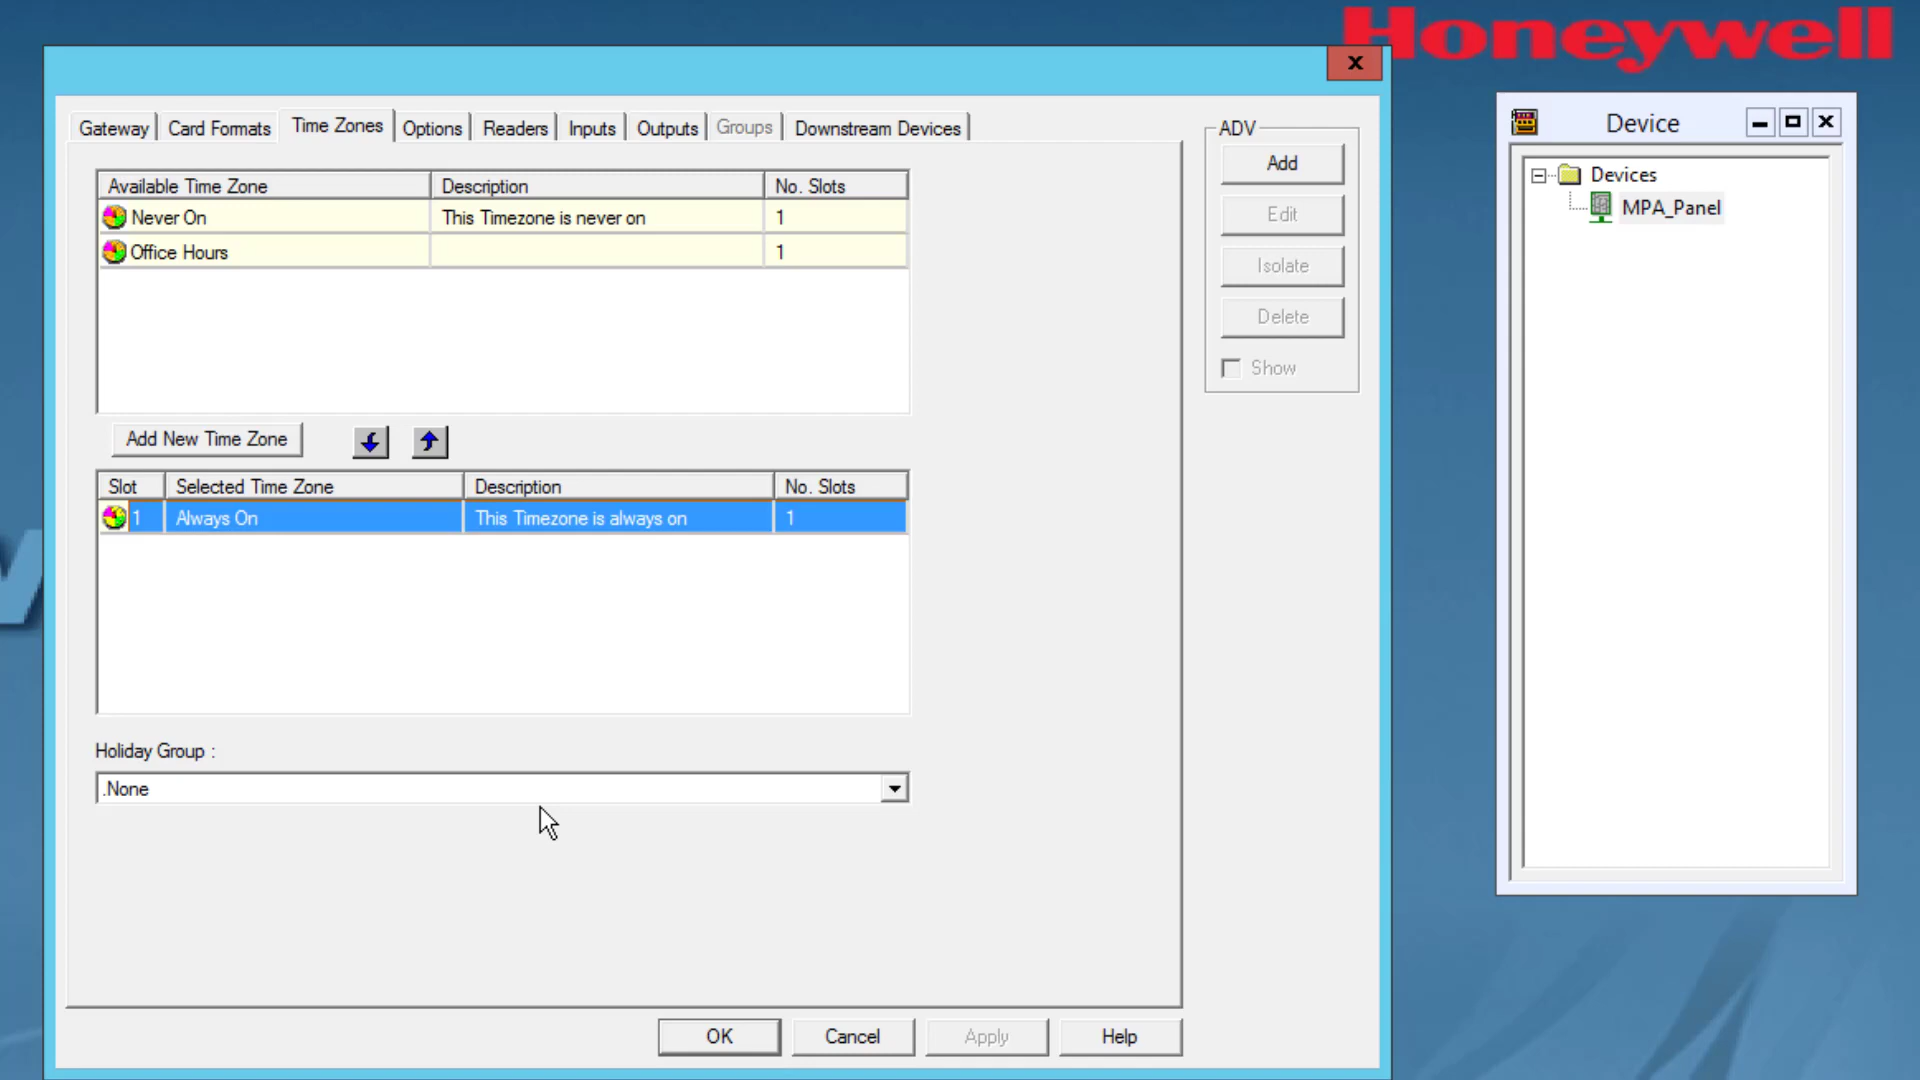 Honeywell
X
Gateway Card Formats Time Zones Options Readers Inputs Outputs Groups Downstream Devices
Available Time Zone Description No. Slots
Never On This Timezone is never on 1
Office Hours 1
Add New Time Zone
Slot Selected Time Zone Description No. Slots
1 Always On This Timezone is always on 1
Holiday Group :
.None
OK Cancel Apply Help
ADV
Add
Edit
Isolate
Delete
Show
Device
Devices
MPA_Panel